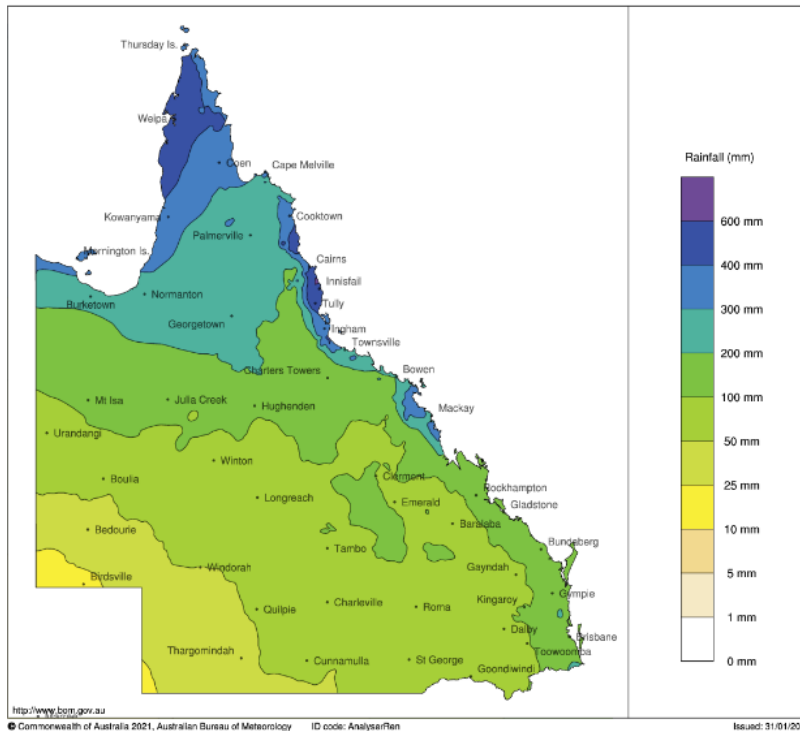 Thursday Is.
Weipa
Coen
Cape Melville
Kowanyama
Cooktown
Palmerville
Mornington Is.
Cairns
Innisfail
Normanton
Burketown
Tully
Georgetown
Ingham
Townsville
Charters Towers
Bowen
Mt Isa
Julia Creek
Hughenden
Mackay
Urandangi
Winton
Boulia
Clermont
Longreach
Emerald
Rockhampton
Gladstone
Baralaba
Bedourie
Tambo
Bundaberg
Birdsville
Windorah
Gayndah
Quilpie
Charleville
Roma
Kingaroy
Gympie
Dalby
Brisbane
Toowoomba
Thargomindah
Cunnamulla
St George
Goondiwindi
Rainfall (mm)
600 mm
400 mm
300 mm
200 mm
100 mm
50 mm
25 mm
10 mm
5 mm
1 mm
0 mm
http://www.bom.gov.au
© Commonwealth of Australia 2021, Australian Bureau of Meteorology ID code: AnalyserRen Issued: 31/01/20